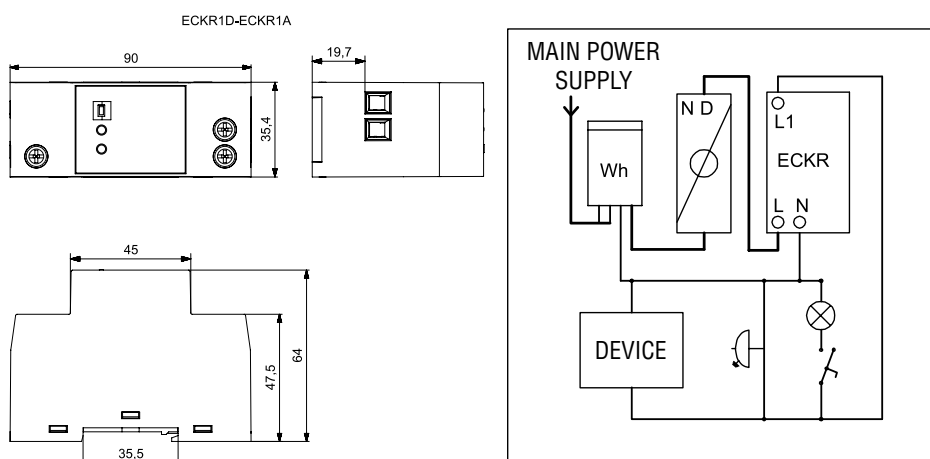 ECKR1D-ECKR1A
90
35,4
19,7
45
47,5
64
35,5
MAIN POWER
SUPPLY
Wh
N D
L1
ECKR
L N
DEVICE